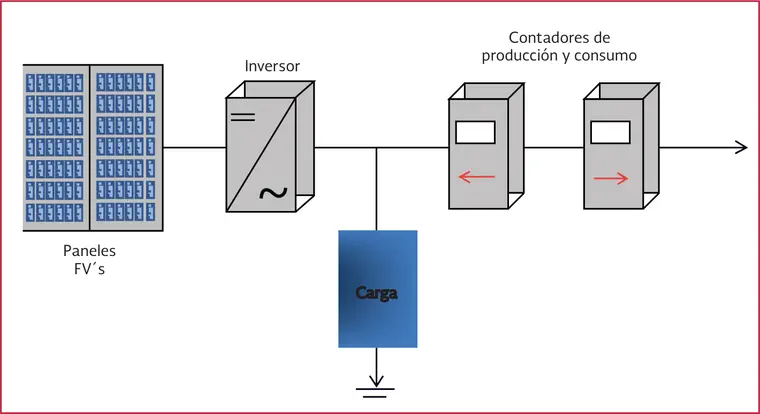 Contadores de
producción y consumo
Inversor
Paneles
FV´s
Carga